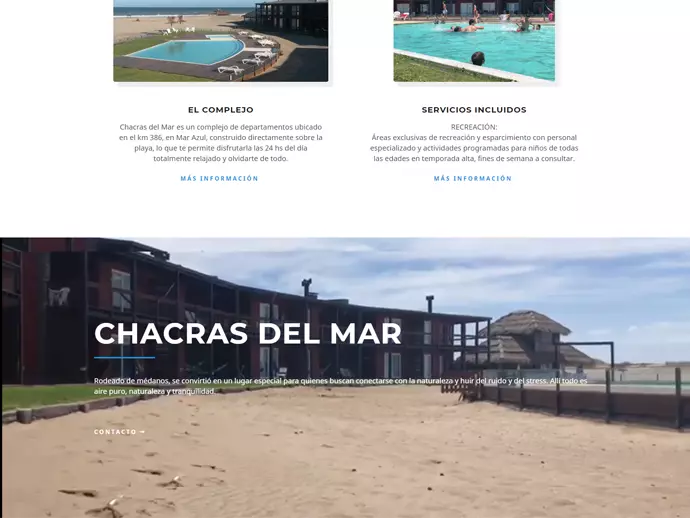 EL COMPLEJO
Chacras del Mar es un complejo de departamentos ubicado
en el km 386, en Mar Azul, construido directamente sobre la
playa, lo que te permite disfrutarla las 24 hs del día
totalmente relajado y olvidarte de todo.
MÁS INFORMACIÓN
SERVICIOS INCLUIDOS
RECREACIÓN:
Áreas exclusivas de recreación y esparcimiento con personal
especializado y actividades programadas para niños de todas
las edades en temporada alta, fines de semana a consultar.
MÁS INFORMACIÓN
CHACRAS DEL MAR
Rodeado de médanos, se convirtió en un lugar especial para quienes buscan conectarse con la naturaleza y huir del ruido y del stress. Allí todo es
aire puro, naturaleza y tranquilidad.
CONTACTO →